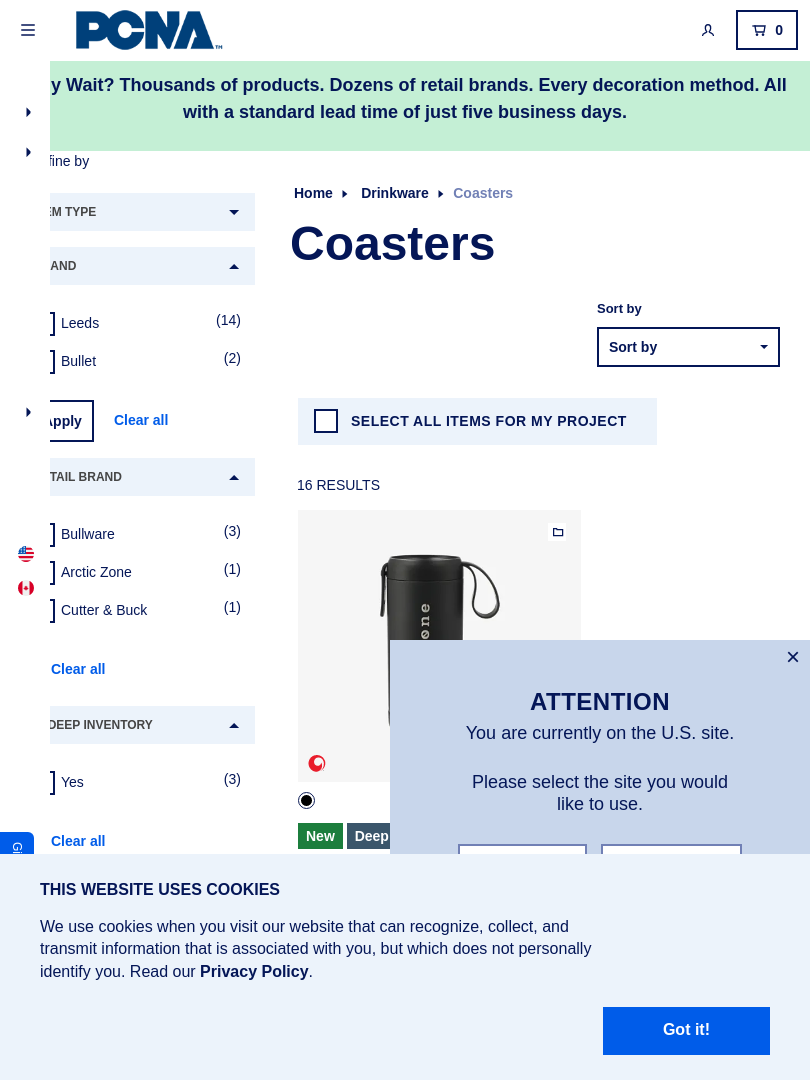 PCNA™
0
y Wait? Thousands of products. Dozens of retail brands. Every decoration method. All
with a standard lead time of just five business days.
fine by
Home Drinkware Coasters
EM TYPE
Coasters
AND
Sort by
Leeds (14)
Sort by
Bullet (2)
Apply Clear all
SELECT ALL ITEMS FOR MY PROJECT
TAIL BRAND
16 RESULTS
Bullware (3)
Arctic Zone (1)
Cutter & Buck (1)
one
Clear all
×
ATTENTION
DEEP INVENTORY
You are currently on the U.S. site.
Yes (3)
Please select the site you would
like to use.
New Deep
Clear all
Gi
THIS WEBSITE USES COOKIES
We use cookies when you visit our website that can recognize, collect, and
transmit information that is associated with you, but which does not personally
identify you. Read our Privacy Policy.
Got it!